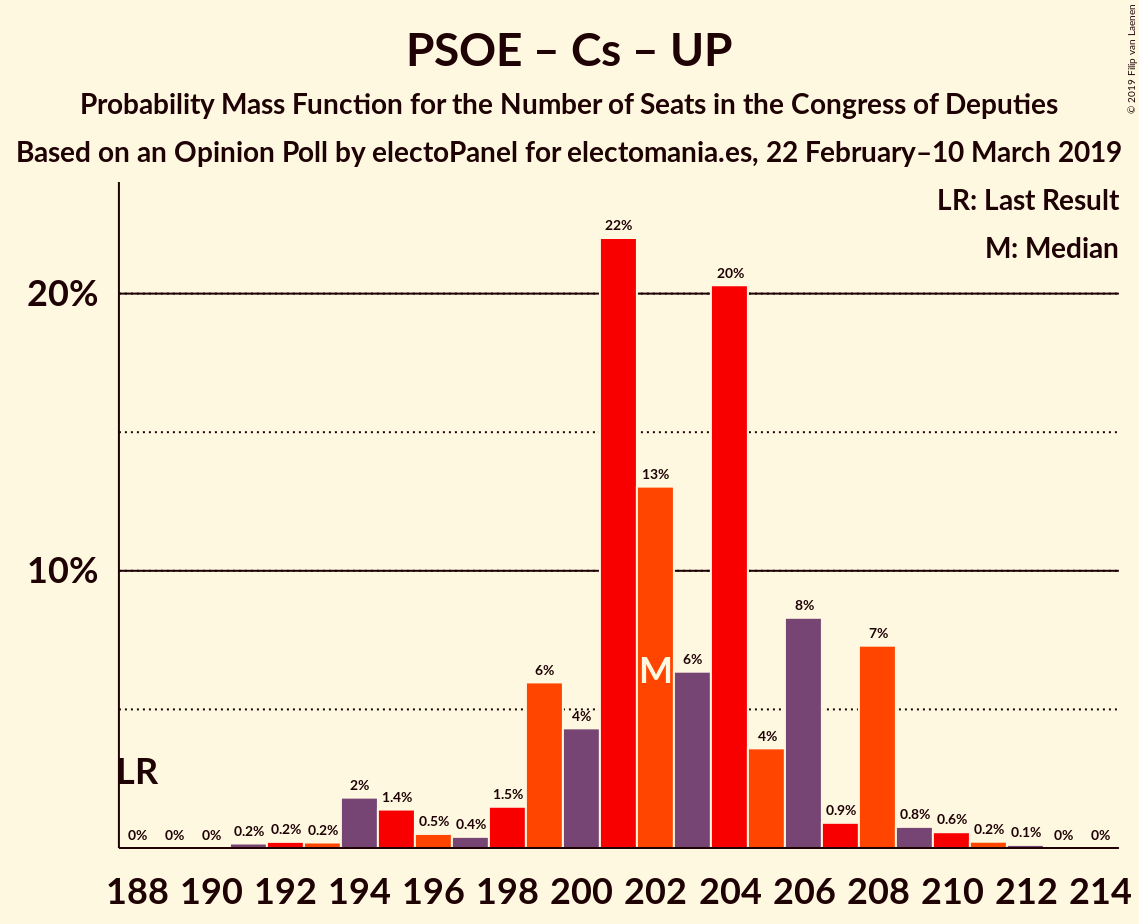 PSOE – Cs – UP
Probability Mass Function for the Number of Seats in the Congress of Deputies
Based on an Opinion Poll by electoPanel for electomania.es, 22 February–10 March 2019
© 2019 Filip van Laenen
LR: Last Result
M: Median
22%
20%
20%
13%
10%
8%
7%
6%
M
6%
4%
4%
LR
2%
1.4%
1.5%
0% 0% 0% 0.2% 0.2% 0.2% 0.5% 0.4% 0.9% 0.8% 0.6% 0.2% 0.1% 0% 0%
188 190 192 194 196 198 200 202 204 206 208 210 212 214